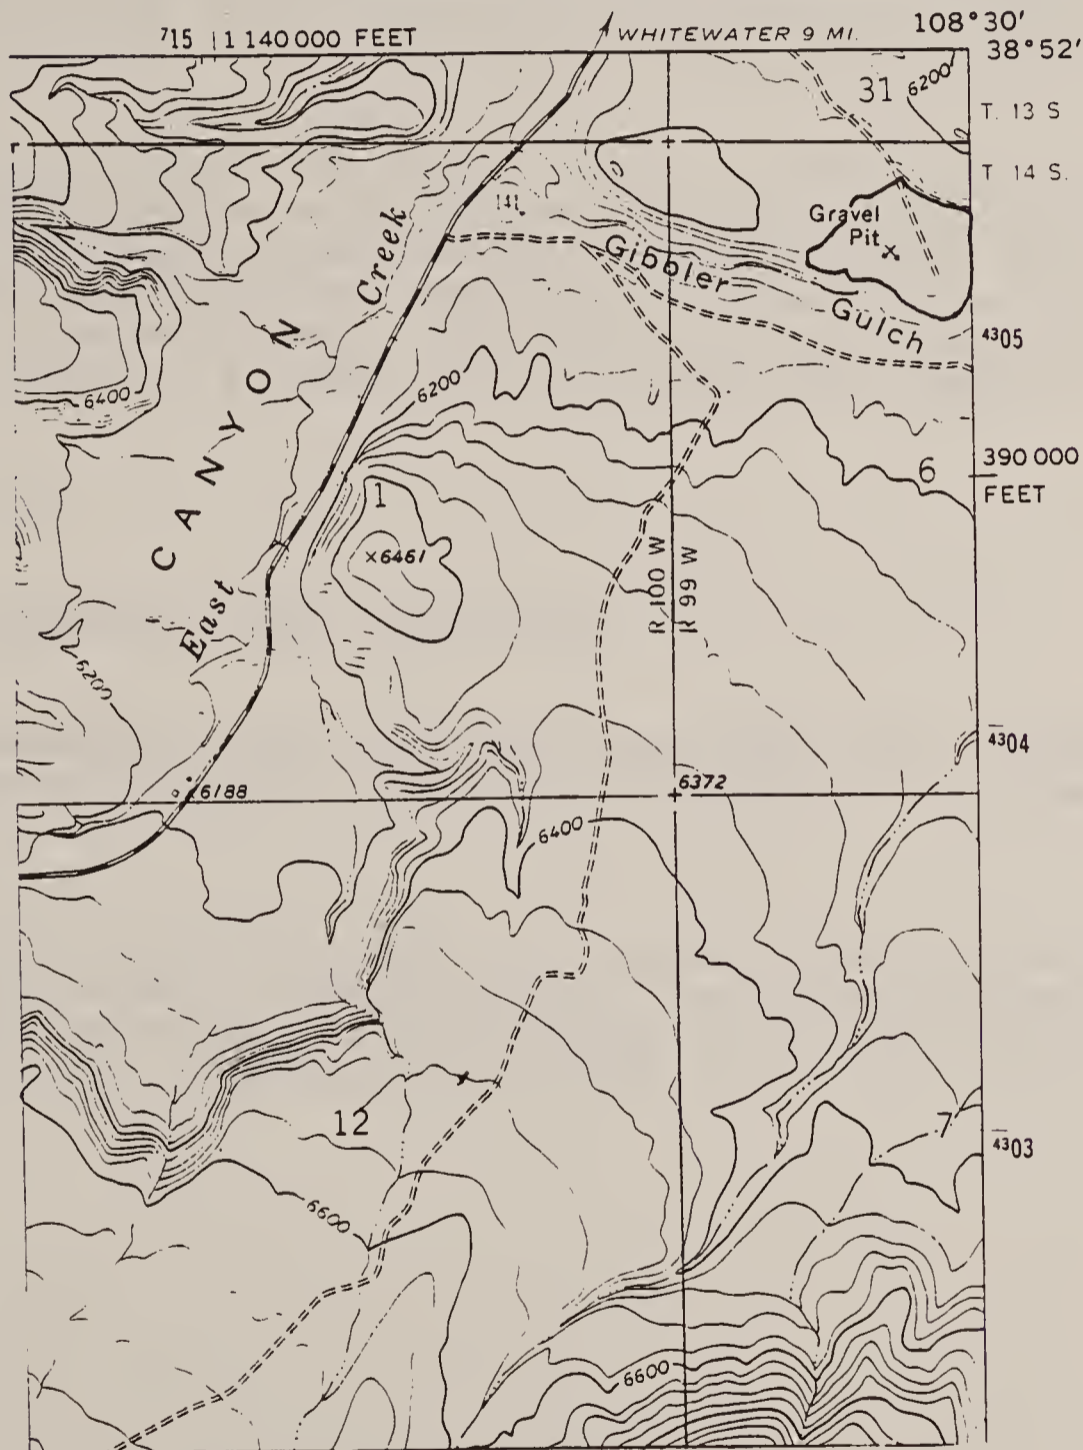 715 1 140 000 FEET
WHITEWATER 9 MI.
108°30'
38°52'
31
6200
T. 13 S
T 14 S.
141
Gravel
Pit
Creek
Gibbler
Gulch
4305
CANYON
6400
6200
6
390 000
FEET
1
6461
R 100 W
R 99 W
East
6200
4304
6188
6372
6400
12
7
4303
6600
6600